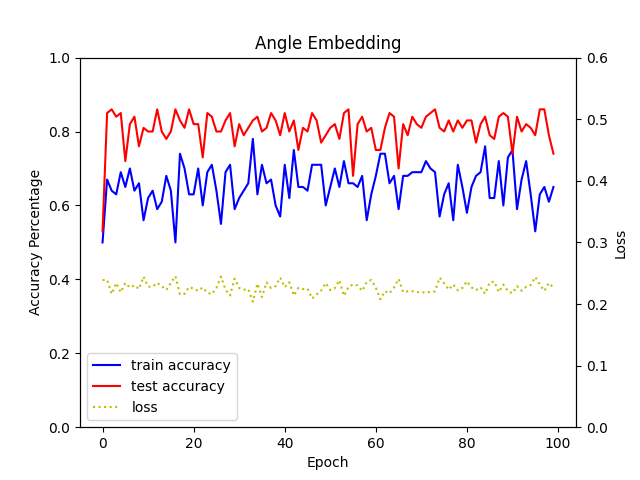 Angle Embedding
1.0
0.8
0.6
0.4
0.2
0.0
Accuracy Percentage
0.6
0.5
0.4
0.3
0.2
0.1
0.0
Loss
train accuracy
test accuracy
loss
0 20 40 60 80 100
Epoch